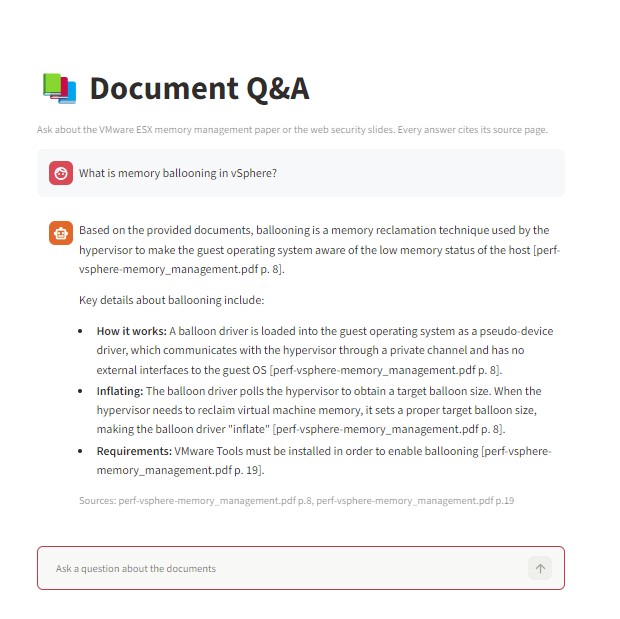 Document Q&A
Ask about the VMware ESX memory management paper or the web security slides. Every answer cites its source page.
What is memory ballooning in vSphere?
Based on the provided documents, ballooning is a memory reclamation technique used by the
hypervisor to make the guest operating system aware of the low memory status of the host [perf-
vsphere-memory_management.pdf p. 8].
Key details about ballooning include:
• How it works: A balloon driver is loaded into the guest operating system as a pseudo-device
driver, which communicates with the hypervisor through a private channel and has no
external interfaces to the guest OS [perf-vsphere-memory_management.pdf p. 8].
• Inflating: The balloon driver polls the hypervisor to obtain a target balloon size. When the
hypervisor needs to reclaim virtual machine memory, it sets a proper target balloon size,
making the balloon driver "inflate" [perf-vsphere-memory_management.pdf p. 8].
• Requirements: VMware Tools must be installed in order to enable ballooning [perf-vsphere-
memory_management.pdf p. 19].
Sources: perf-vsphere-memory_management.pdf p.8, perf-vsphere-memory_management.pdf p.19
Ask a question about the documents